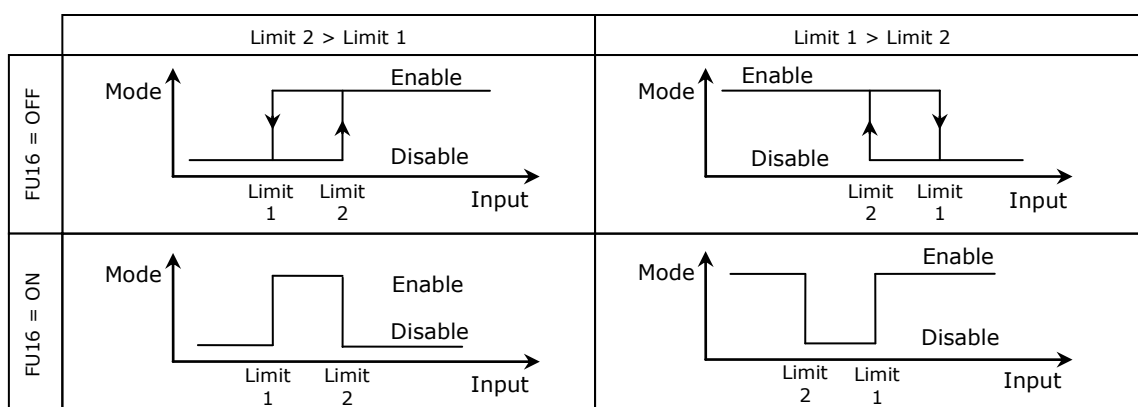 Limit 2 > Limit 1
Limit 1 > Limit 2
FU16 = OFF
Mode
Enable
Disable
Limit
1
Limit
2
Input
Mode
Enable
Disable
Limit
2
Limit
1
Input
FU16 = ON
Mode
Enable
Disable
Limit
1
Limit
2
Input
Mode
Enable
Disable
Limit
2
Limit
1
Input